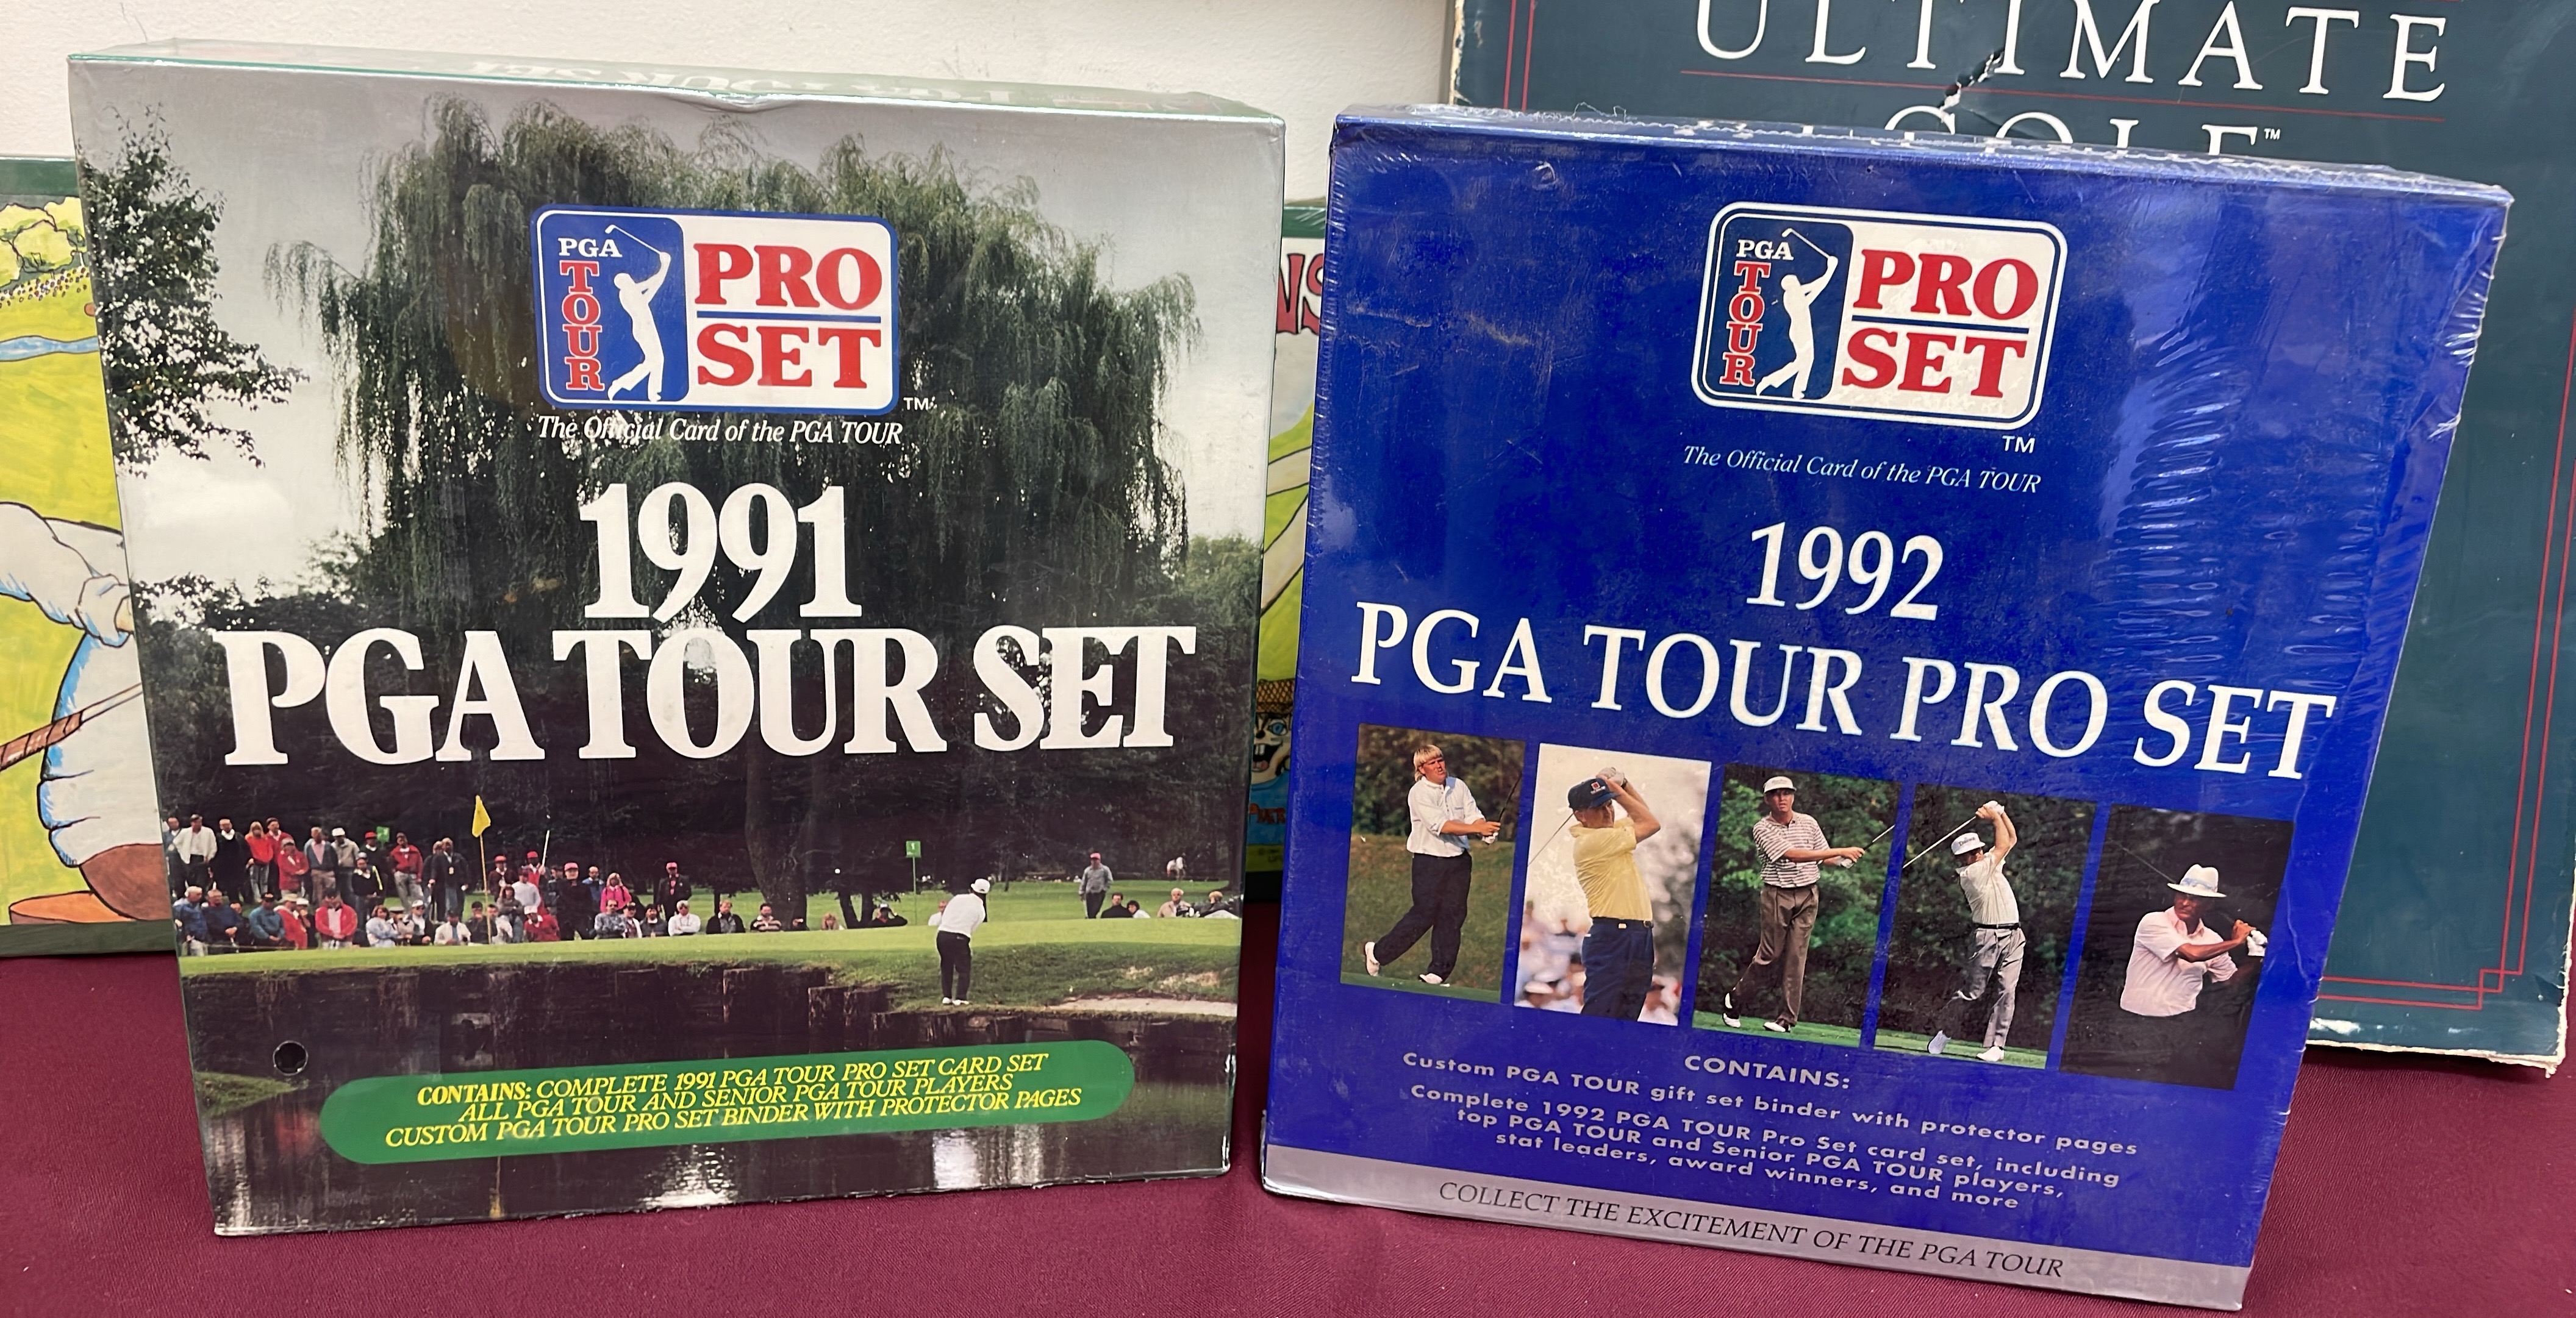 PGA
TOUR
PRO
SET
TM
The Official Card of the PGA TOUR
1991
PGA TOUR SET
CONTAINS: COMPLETE 1991 PGA TOUR PRO SET CARD SET
ALL PGA TOUR AND SENIOR PGA TOUR PLAYERS
CUSTOM PGA TOUR PRO SET BINDER WITH PROTECTOR PAGES
ULTIMATE
GOLF™
PGA
TOUR
PRO
SET
TM
The Official Card of the PGA TOUR
1992
PGA TOUR PRO SET
CONTAINS:
Custom PGA TOUR gift set binder with protector pages
Complete 1992 PGA TOUR Pro Set card set, including
top PGA TOUR and Senior PGA TOUR players,
stat leaders, award winners, and more
COLLECT THE EXCITEMENT OF THE PGA TOUR